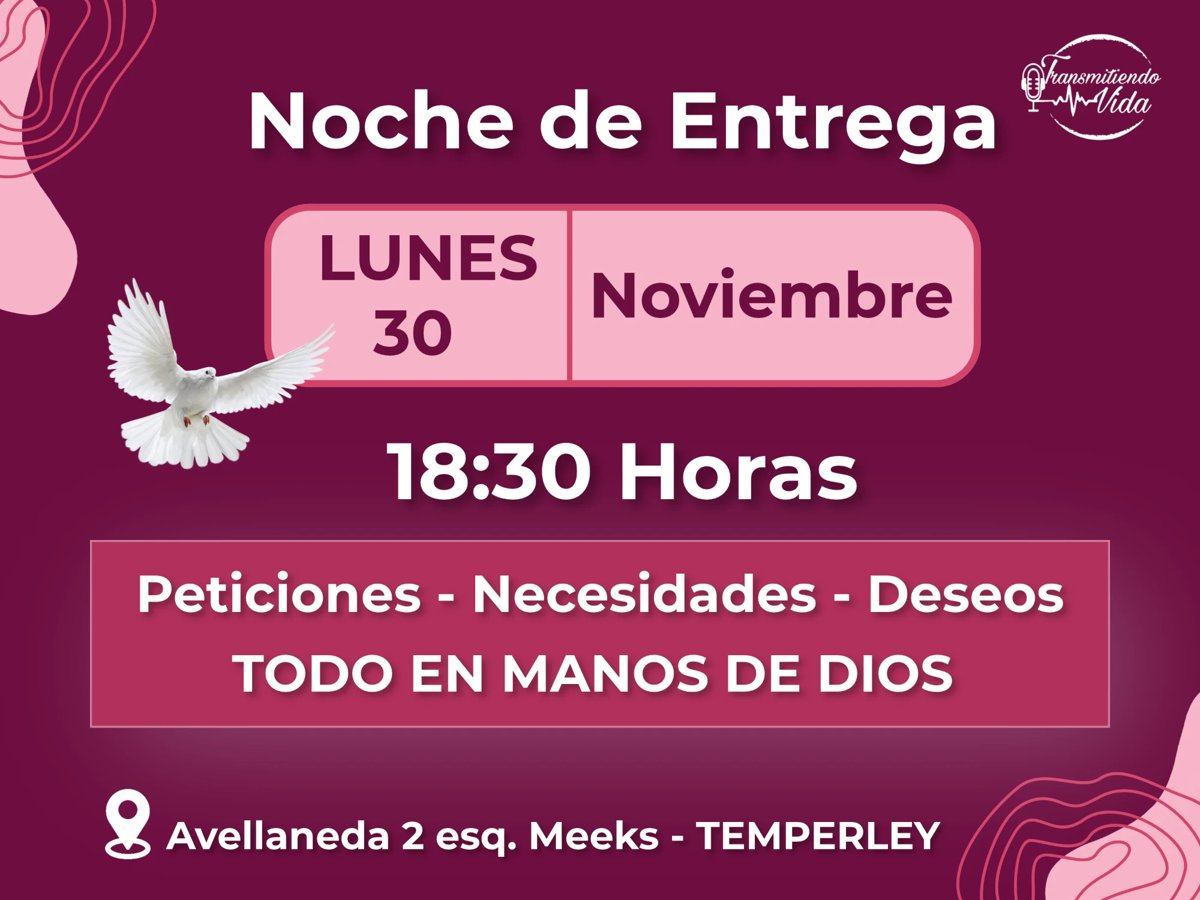 Transmitiendo
Vida
Noche de Entrega
LUNES
30
Noviembre
18:30 Horas
Peticiones - Necesidades - Deseos
TODO EN MANOS DE DIOS
Avellaneda 2 esq. Meeks - TEMPERLEY